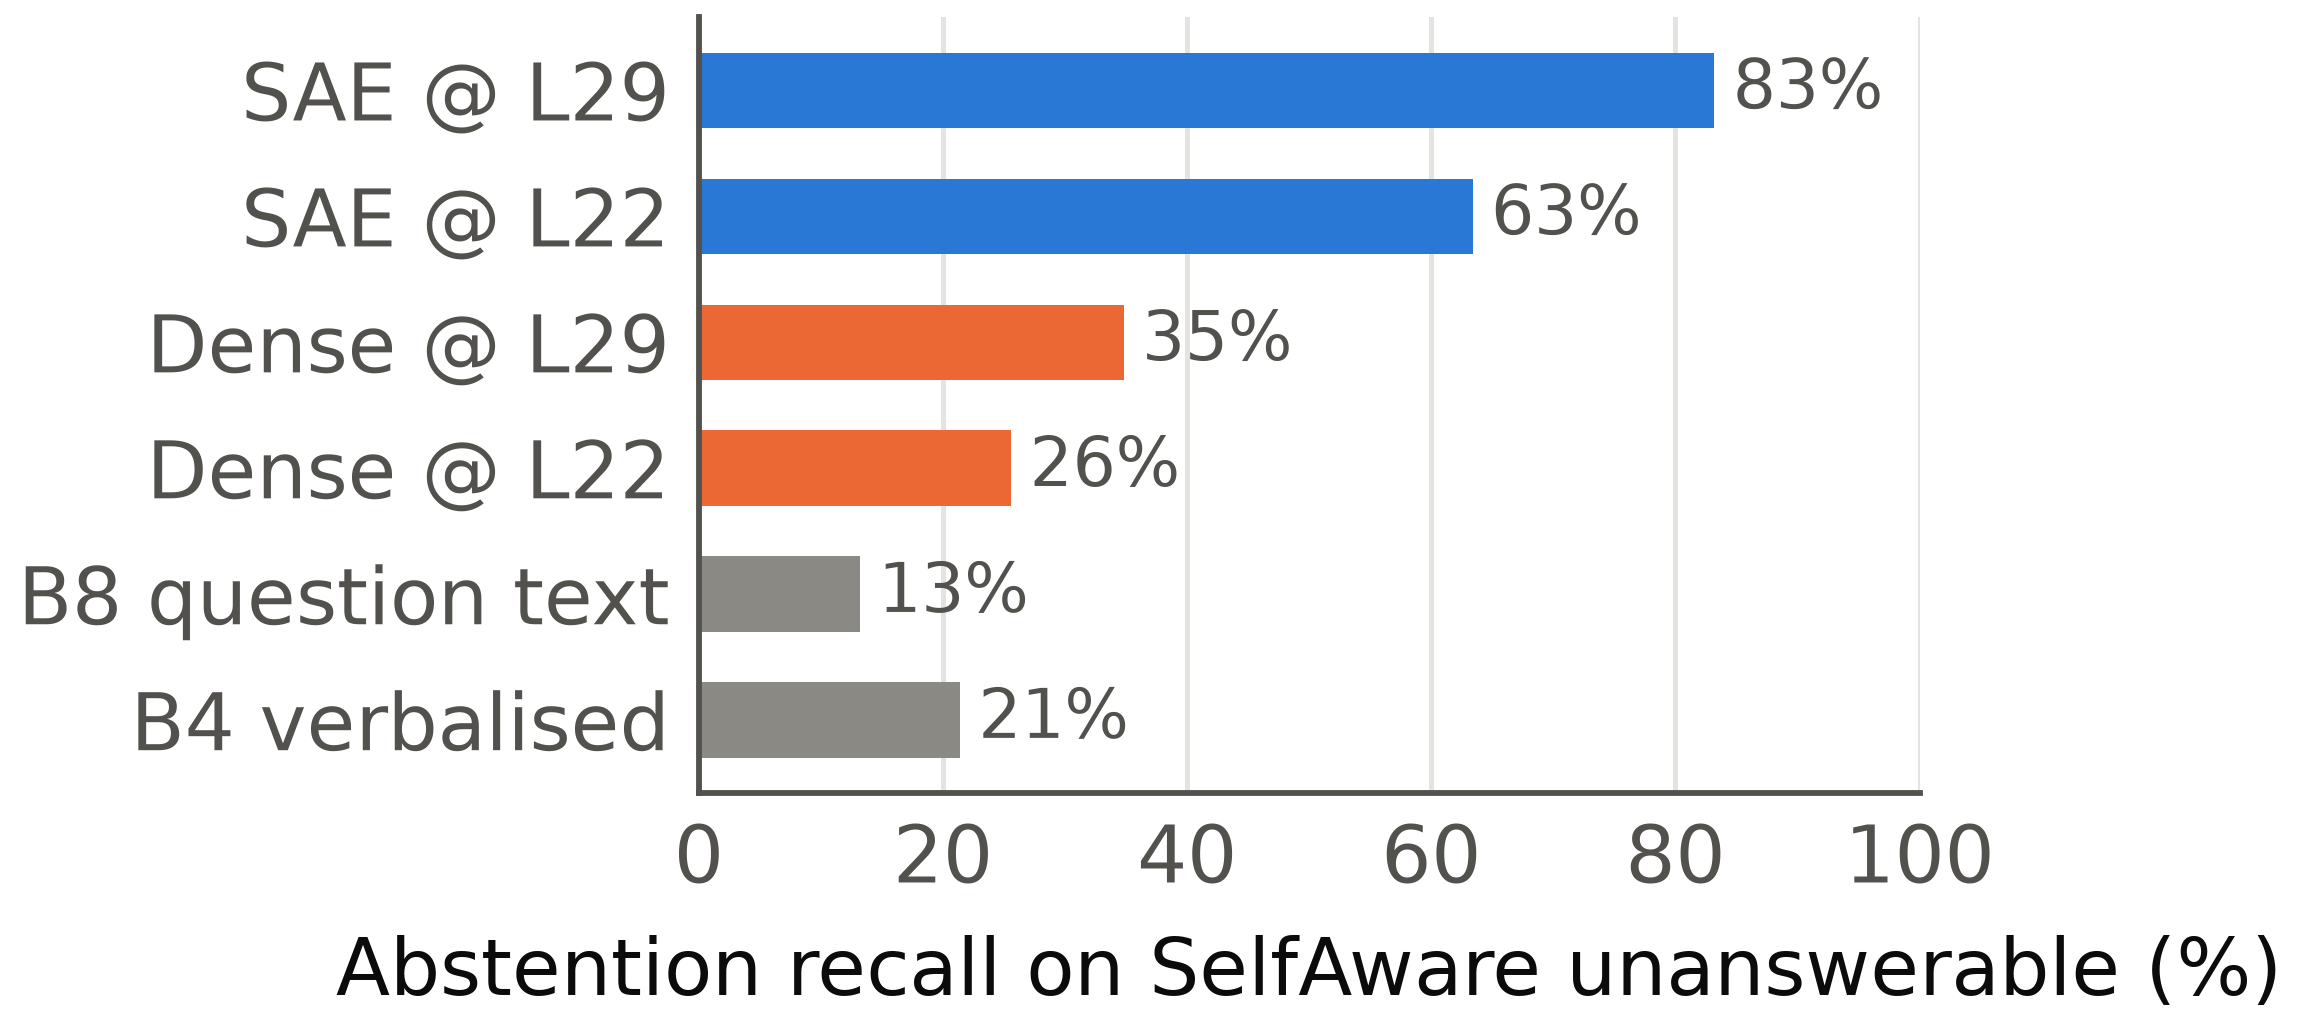 SAE @ L29 83%
SAE @ L22 63%
Dense @ L29 35%
Dense @ L22 26%
B8 question text 13%
B4 verbalised 21%
0 20 40 60 80 100
Abstention recall on SelfAware unanswerable (%)